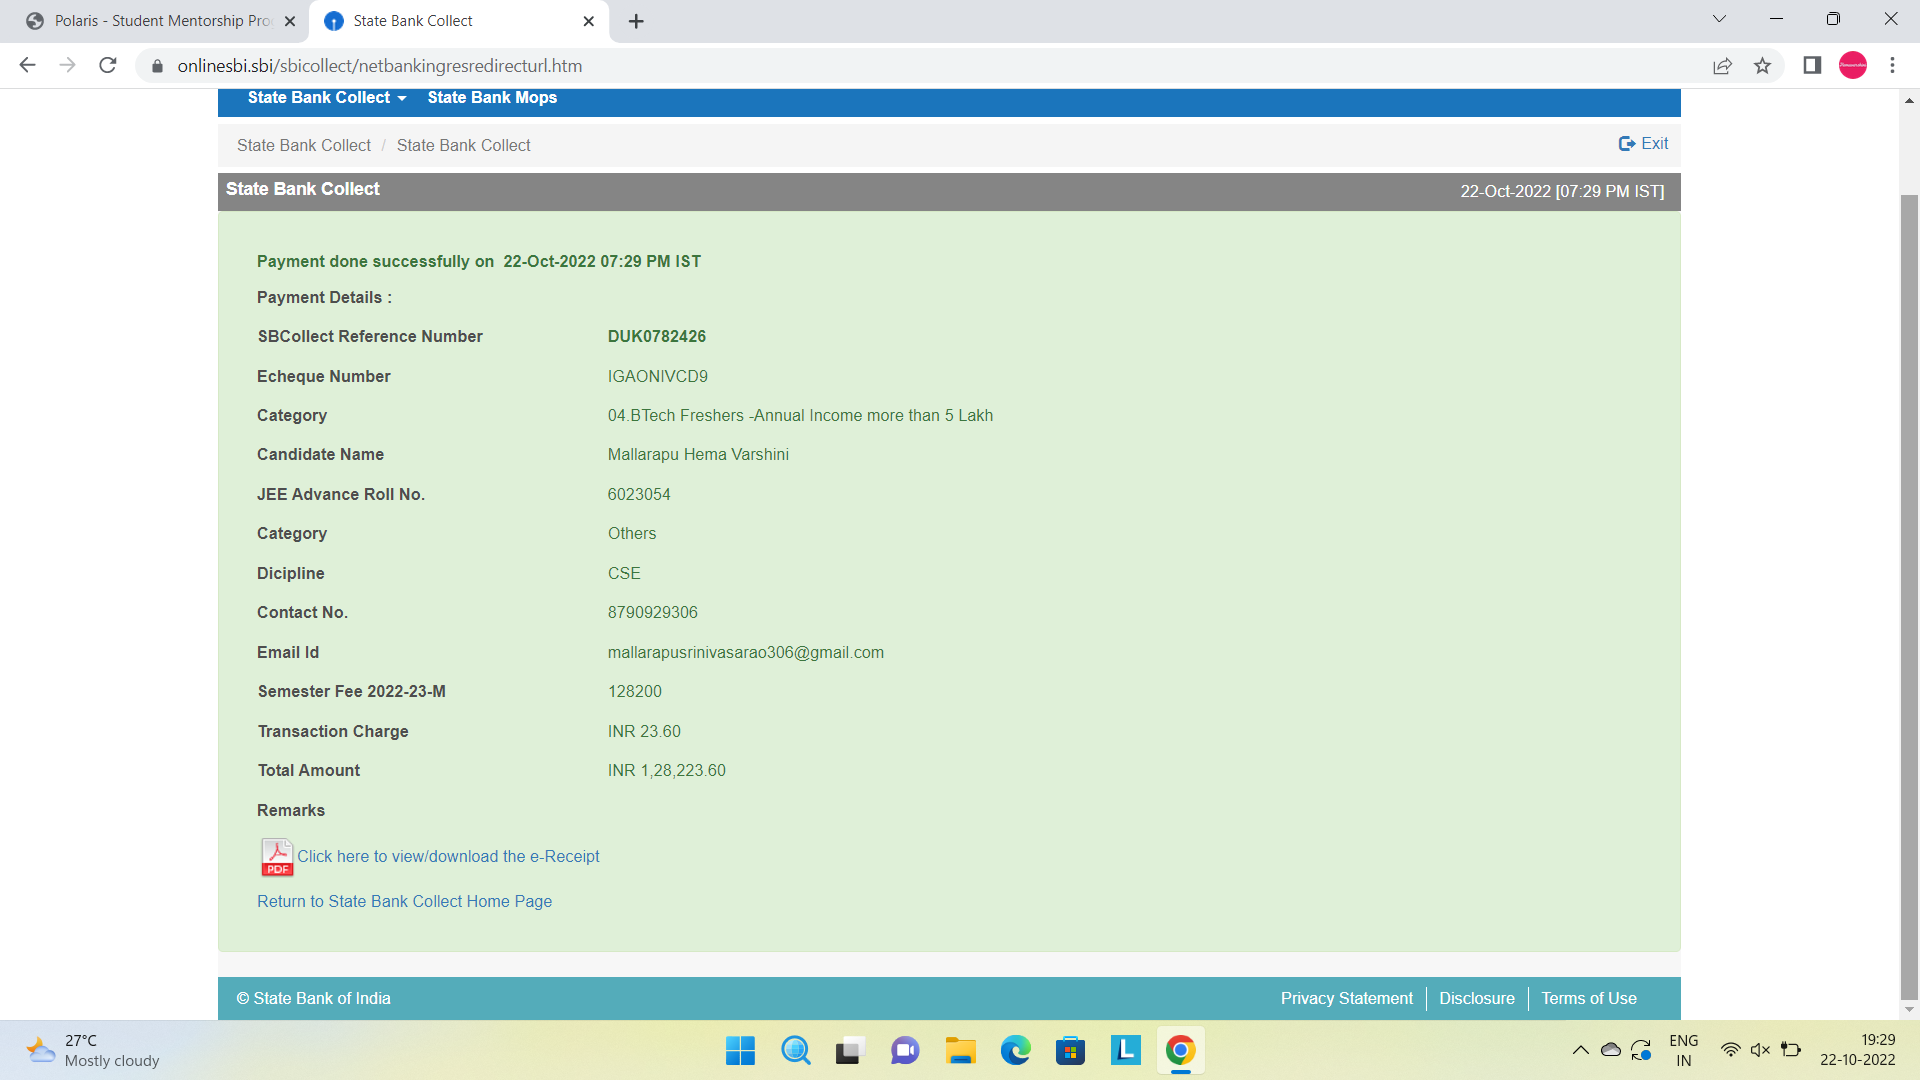 Polaris - Student Mentorship Pro
State Bank Collect
onlinesbi.sbi/sbicollect/netbankingresredirecturl.htm
State Bank Collect State Bank Mops
State Bank Collect / State Bank Collect Exit
State Bank Collect 22-Oct-2022 [07:29 PM IST]
Payment done successfully on 22-Oct-2022 07:29 PM IST
Payment Details :
SBCollect Reference Number DUK0782426
Echeque Number IGAONIVCD9
Category 04.BTech Freshers -Annual Income more than 5 Lakh
Candidate Name Mallarapu Hema Varshini
JEE Advance Roll No. 6023054
Category Others
Dicipline CSE
Contact No. 8790929306
Email Id mallarapusrinivasarao306@gmail.com
Semester Fee 2022-23-M 128200
Transaction Charge INR 23.60
Total Amount INR 1,28,223.60
Remarks
PDF Click here to view/download the e-Receipt
Return to State Bank Collect Home Page
© State Bank of India Privacy Statement Disclosure Terms of Use
27°C
Mostly cloudy
ENG
IN
19:29
22-10-2022